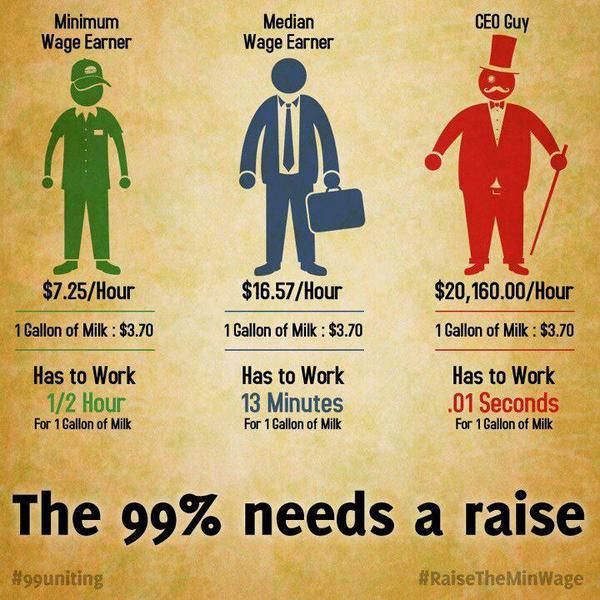 Minimum
Wage Earner
Median
Wage Earner
CEO Guy
$7.25/Hour
$16.57/Hour
$20,160.00/Hour
1 Gallon of Milk : $3.70
1 Gallon of Milk : $3.70
1 Gallon of Milk : $3.70
Has to Work
1/2 Hour
For 1 Gallon of Milk
Has to Work
13 Minutes
For 1 Gallon of Milk
Has to Work
.01 Seconds
For 1 Gallon of Milk
The 99% needs a raise
#99uniting
#RaiseTheMinWage